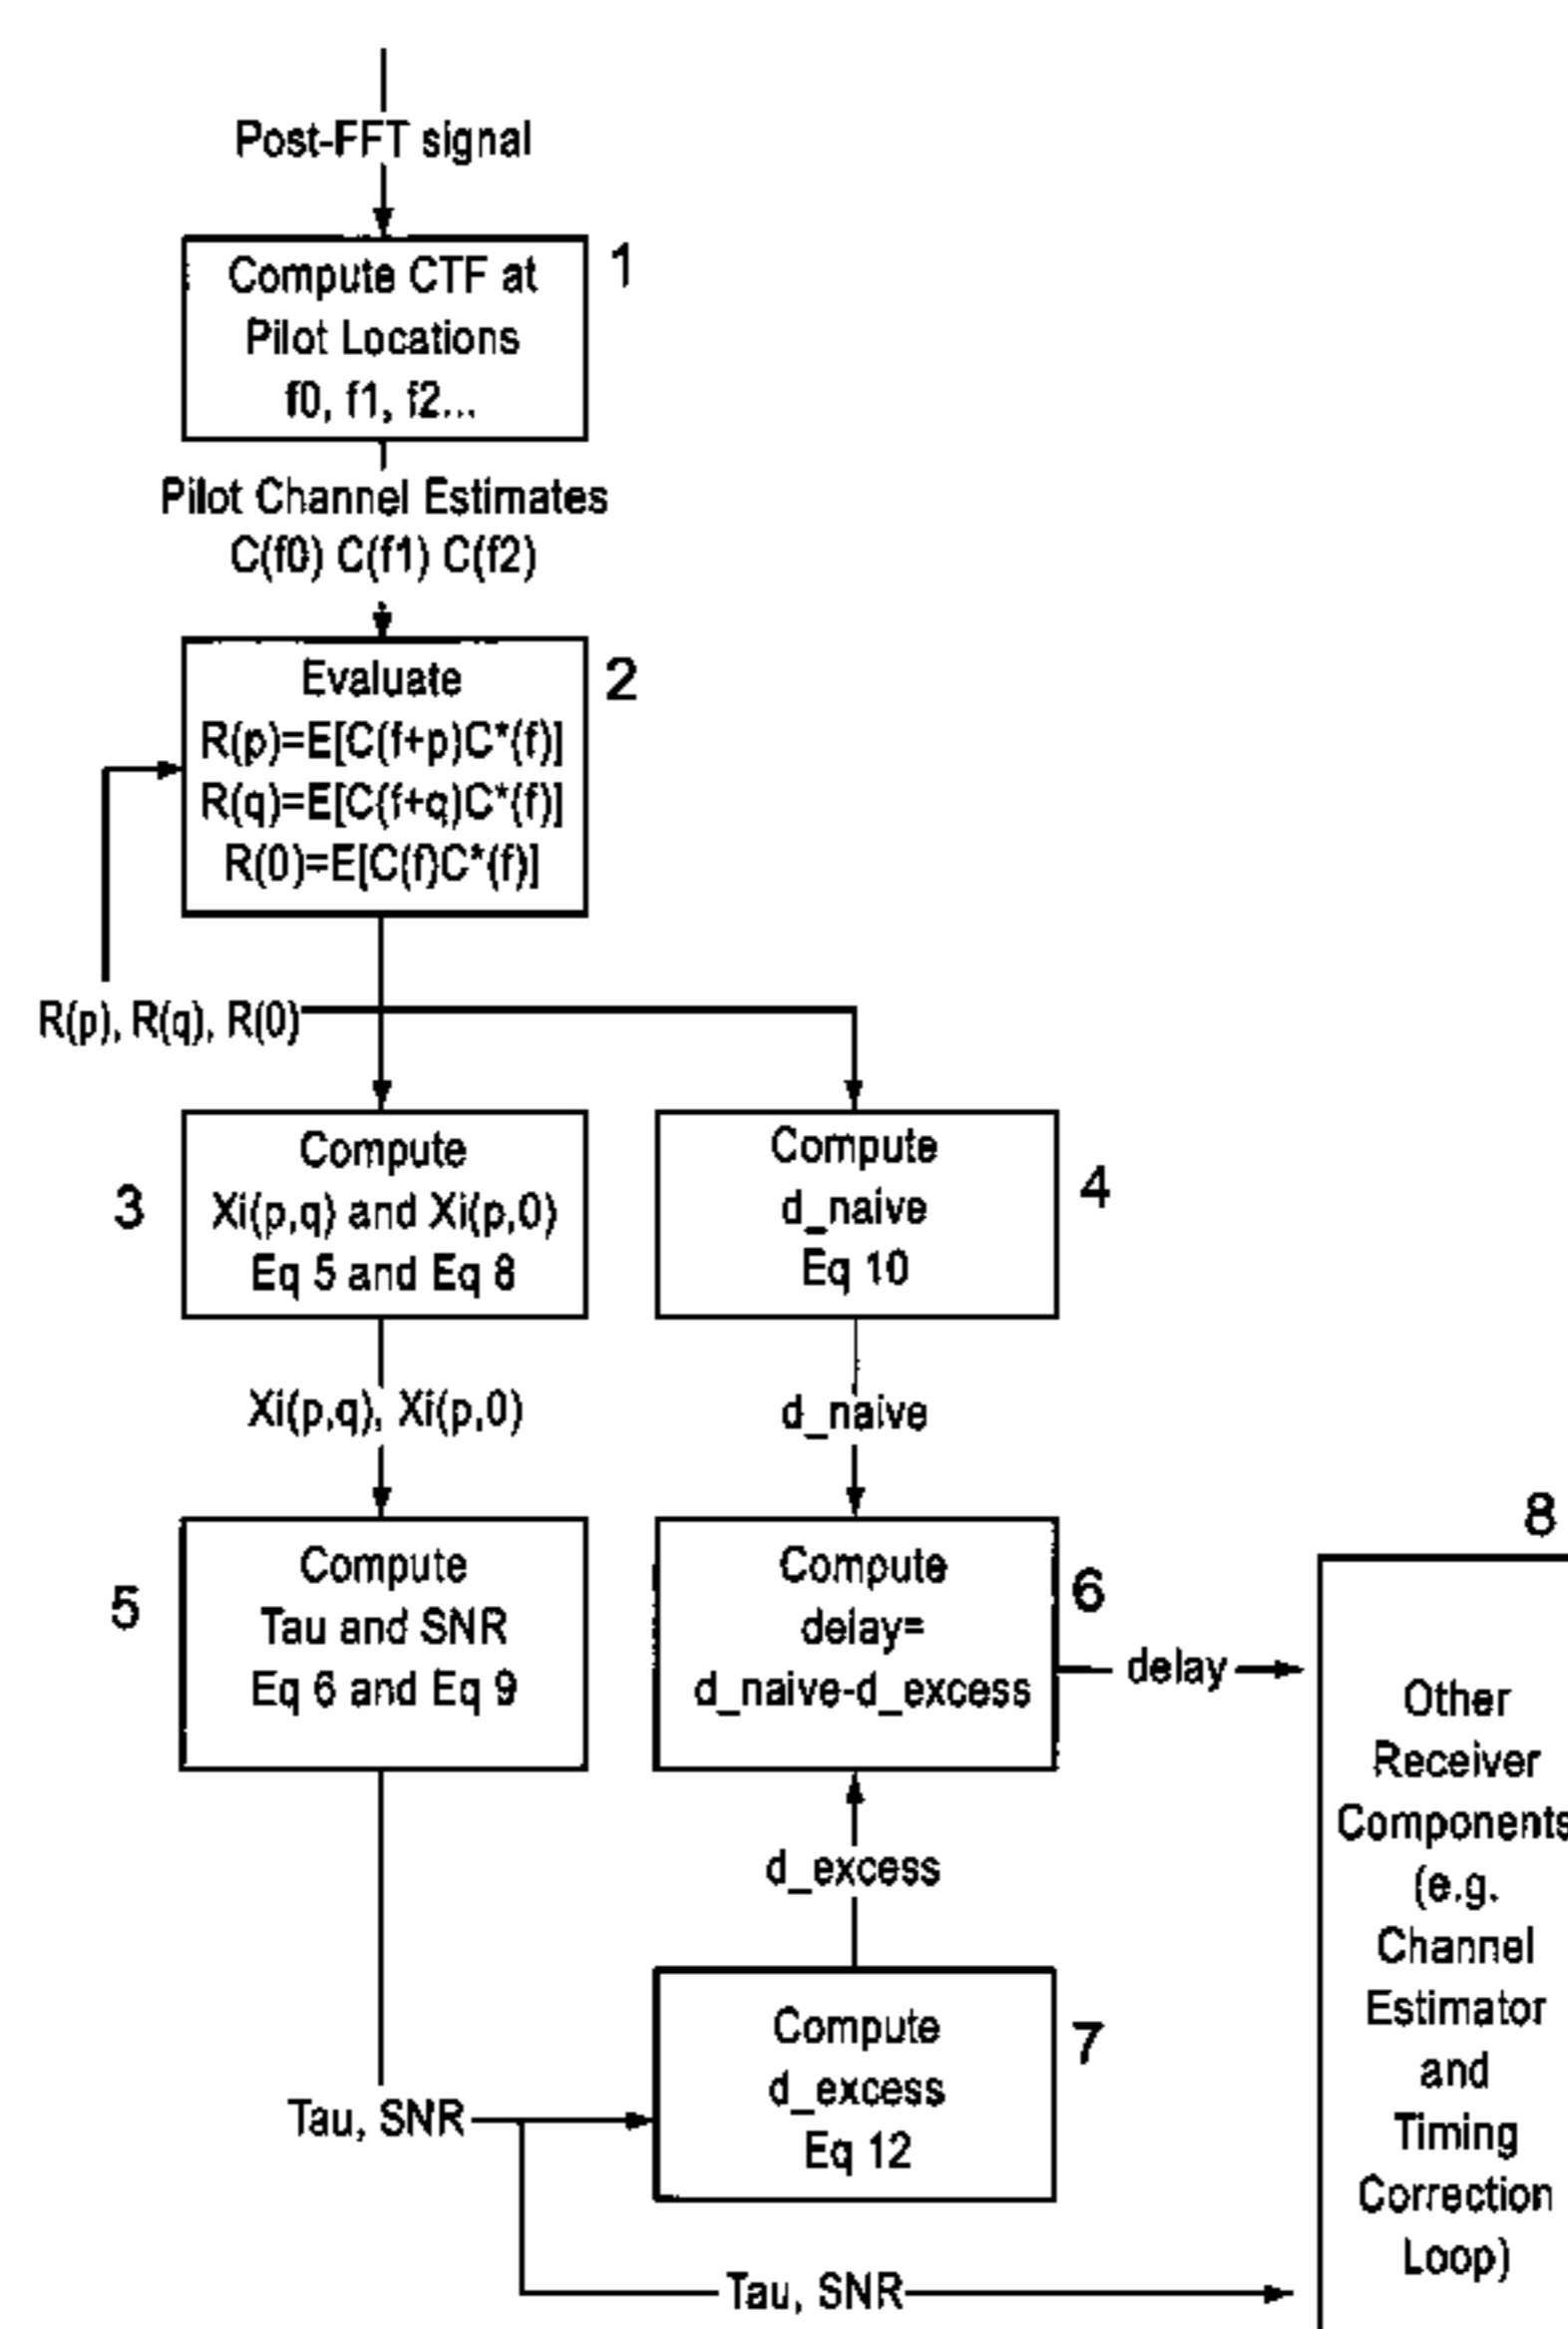 Post-FFT signal
Compute CTF at
Pilot Locations
f0, f1, f2...
1
Pilot Channel Estimates
C(f0) C(f1) C(f2)
Evaluate
R(p)=E[C(f+p)C*(f)]
R(q)=E[C(f+q)C*(f)]
R(0)=E[C(f)C*(f)]
2
R(p), R(q), R(0)
3
Compute
Xi(p,q) and Xi(p,0)
Eq 5 and Eq 8
Compute
d_naive
Eq 10
4
Xi(p,q), Xi(p,0)
d_naive
5
Compute
Tau and SNR
Eq 6 and Eq 9
Compute
delay=
d_naive-d_excess
6
delay
8
Other
Receiver
Components
(e.g.
Channel
Estimator
and
Timing
Correction
Loop)
d_excess
Compute
d_excess
Eq 12
7
Tau, SNR
Tau, SNR